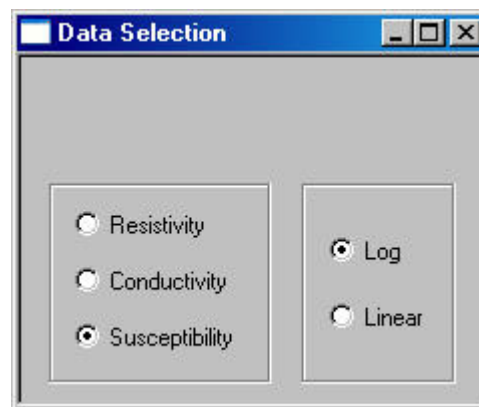 Data Selection
Resistivity
Conductivity
Susceptibility
Log
Linear